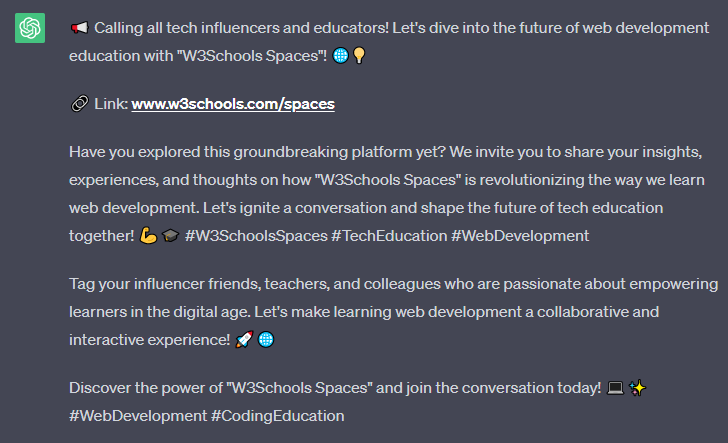 📢 Calling all tech influencers and educators! Let's dive into the future of web development
education with "W3Schools Spaces"! 🌐💡
🔗 Link: www.w3schools.com/spaces
Have you explored this groundbreaking platform yet? We invite you to share your insights,
experiences, and thoughts on how "W3Schools Spaces" is revolutionizing the way we learn
web development. Let's ignite a conversation and shape the future of tech education
together! 💪🎓 #W3SchoolsSpaces #TechEducation #WebDevelopment
Tag your influencer friends, teachers, and colleagues who are passionate about empowering
learners in the digital age. Let's make learning web development a collaborative and
interactive experience! 🚀🌐
Discover the power of "W3Schools Spaces" and join the conversation today! 💻✨
#WebDevelopment #CodingEducation